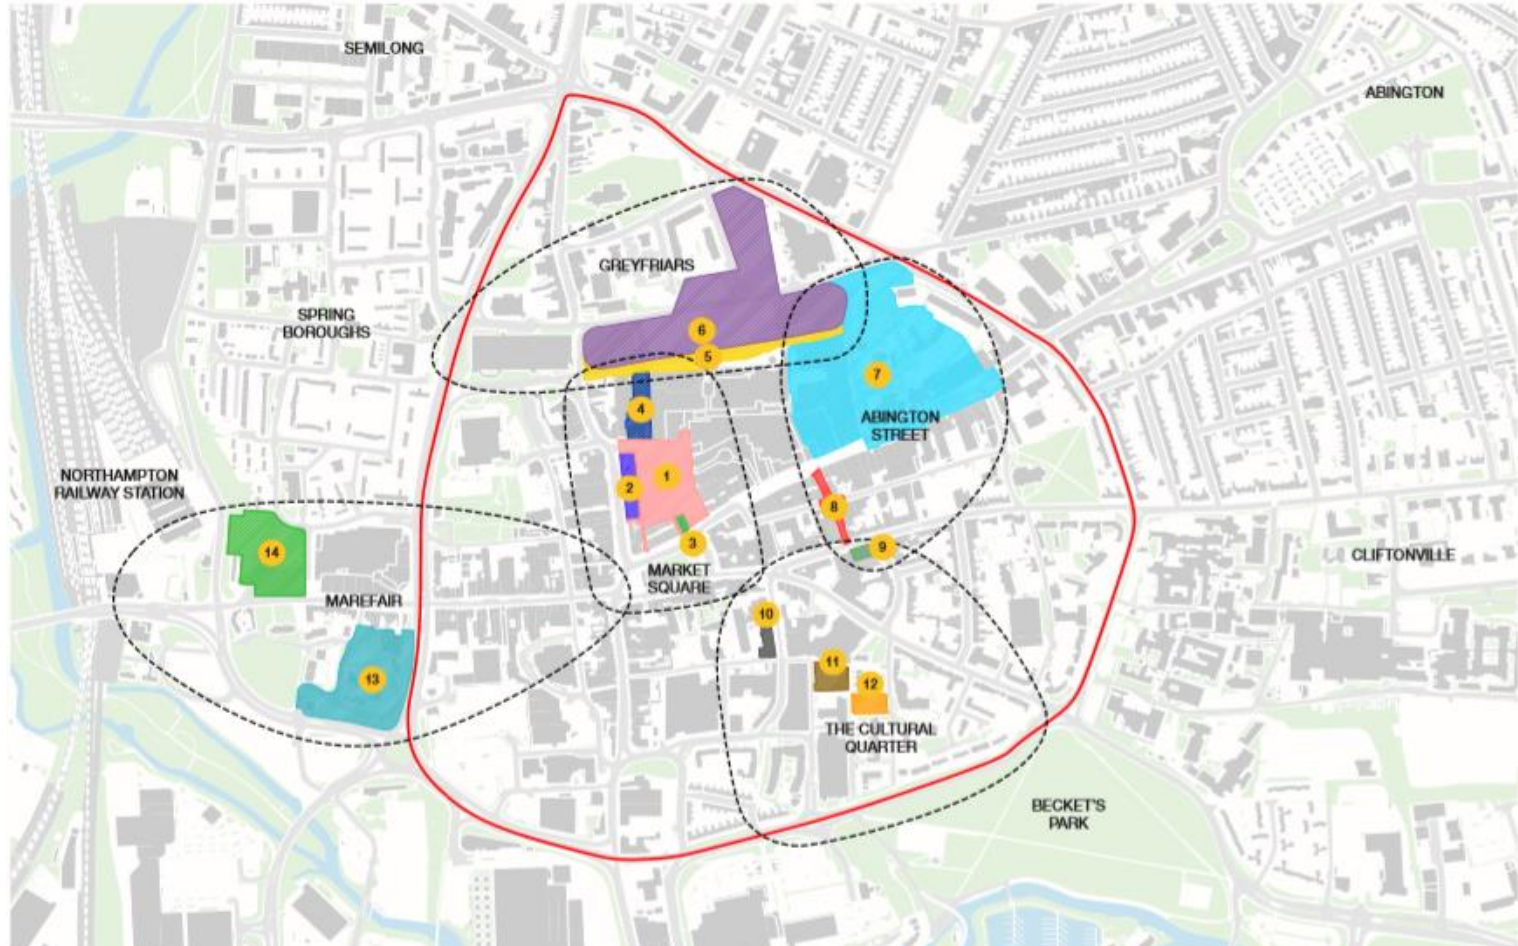 SEMILONG
ABINGTON
GREYFRIARS
SPRING
BOROUGHS
6
5
7
4
ABINGTON
STREET
NORTHAMPTON
RAILWAY STATION
1
2
8
3
9
14
CLIFTONVILLE
MARKET
SQUARE
MAREFAIR
10
11
13
12
THE CULTURAL
QUARTER
BECKET'S
PARK